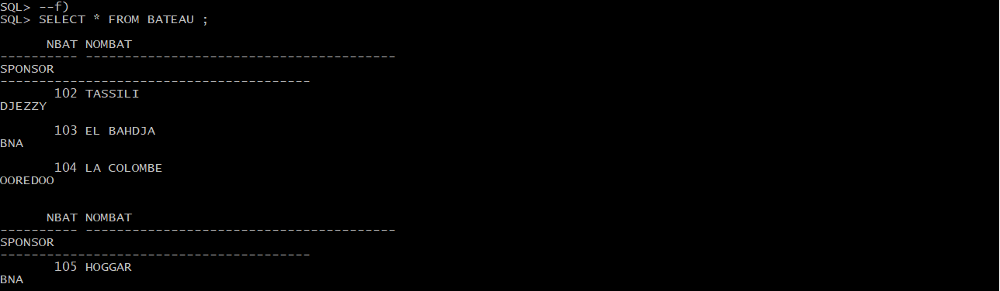 SQL> --f)
SQL> SELECT * FROM BATEAU ;
      NBAT NOMBAT
---------- ----------------------------------------
SPONSOR
----------------------------------------
       102 TASSILI
DJEZZY
       103 EL BAHDJA
BNA
       104 LA COLOMBE
OOREDOO
      NBAT NOMBAT
---------- ----------------------------------------
SPONSOR
----------------------------------------
       105 HOGGAR
BNA